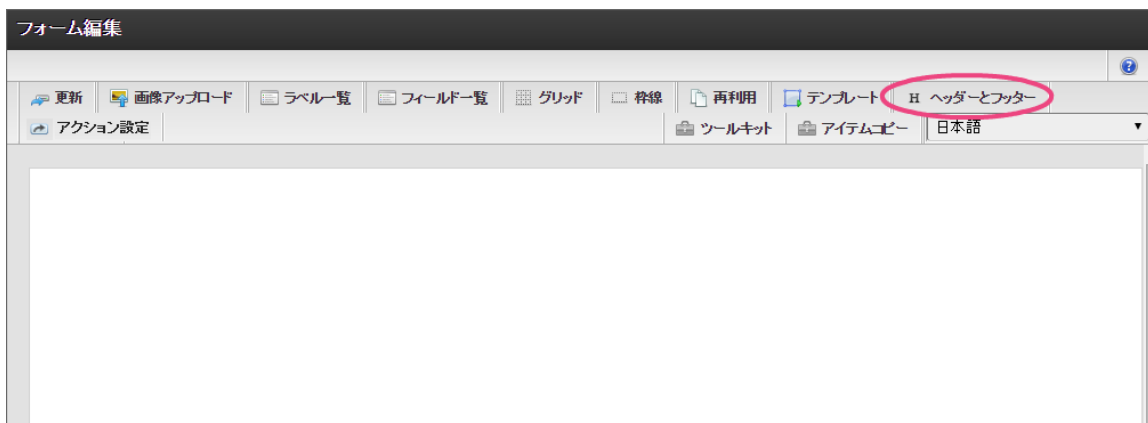 フォーム編集
更新 画像アップロード ラベル一覧 フィールド一覧 グリッド 枠線 再利用 テンプレート H ヘッダーとフッター
アクション設定 ツールキット アイテムコピー 日本語